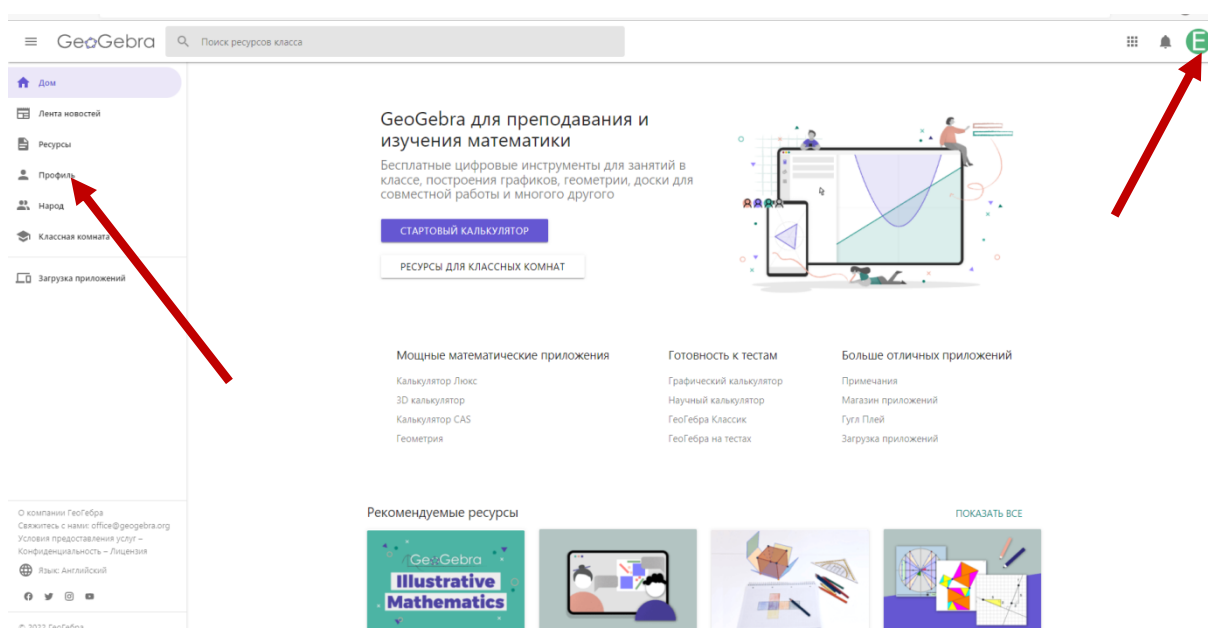 GeoGebra
Поиск ресурсов класса
E
Дом
Лента новостей
Ресурсы
Профиль
Народ
Классная комната
Загрузка приложений
GeoGebra для преподавания и
изучения математики
Бесплатные цифровые инструменты для занятий в
классе, построения графиков, геометрии, доски для
совместной работы и многого другого
СТАРТОВЫЙ КАЛЬКУЛЯТОР
РЕСУРСЫ ДЛЯ КЛАССНЫХ КОМНАТ
Мощные математические приложения
Калькулятор Люкс
3D калькулятор
Калькулятор CAS
Геометрия
Готовность к тестам
Графический калькулятор
Научный калькулятор
ГеоГебра Классик
ГеоГебра на тестах
Больше отличных приложений
Примечания
Магазин приложений
Гугл Плей
Загрузка приложений
О компании ГеоГебра
Свяжитесь с нами: office@geogebra.org
Условия предоставления услуг –
Конфиденциальность – Лицензия
Язык: Английский
© 2022 ГеоГебра
Рекомендуемые ресурсы
ПОКАЗАТЬ ВСЕ
GeoGebra
Illustrative
Mathematics